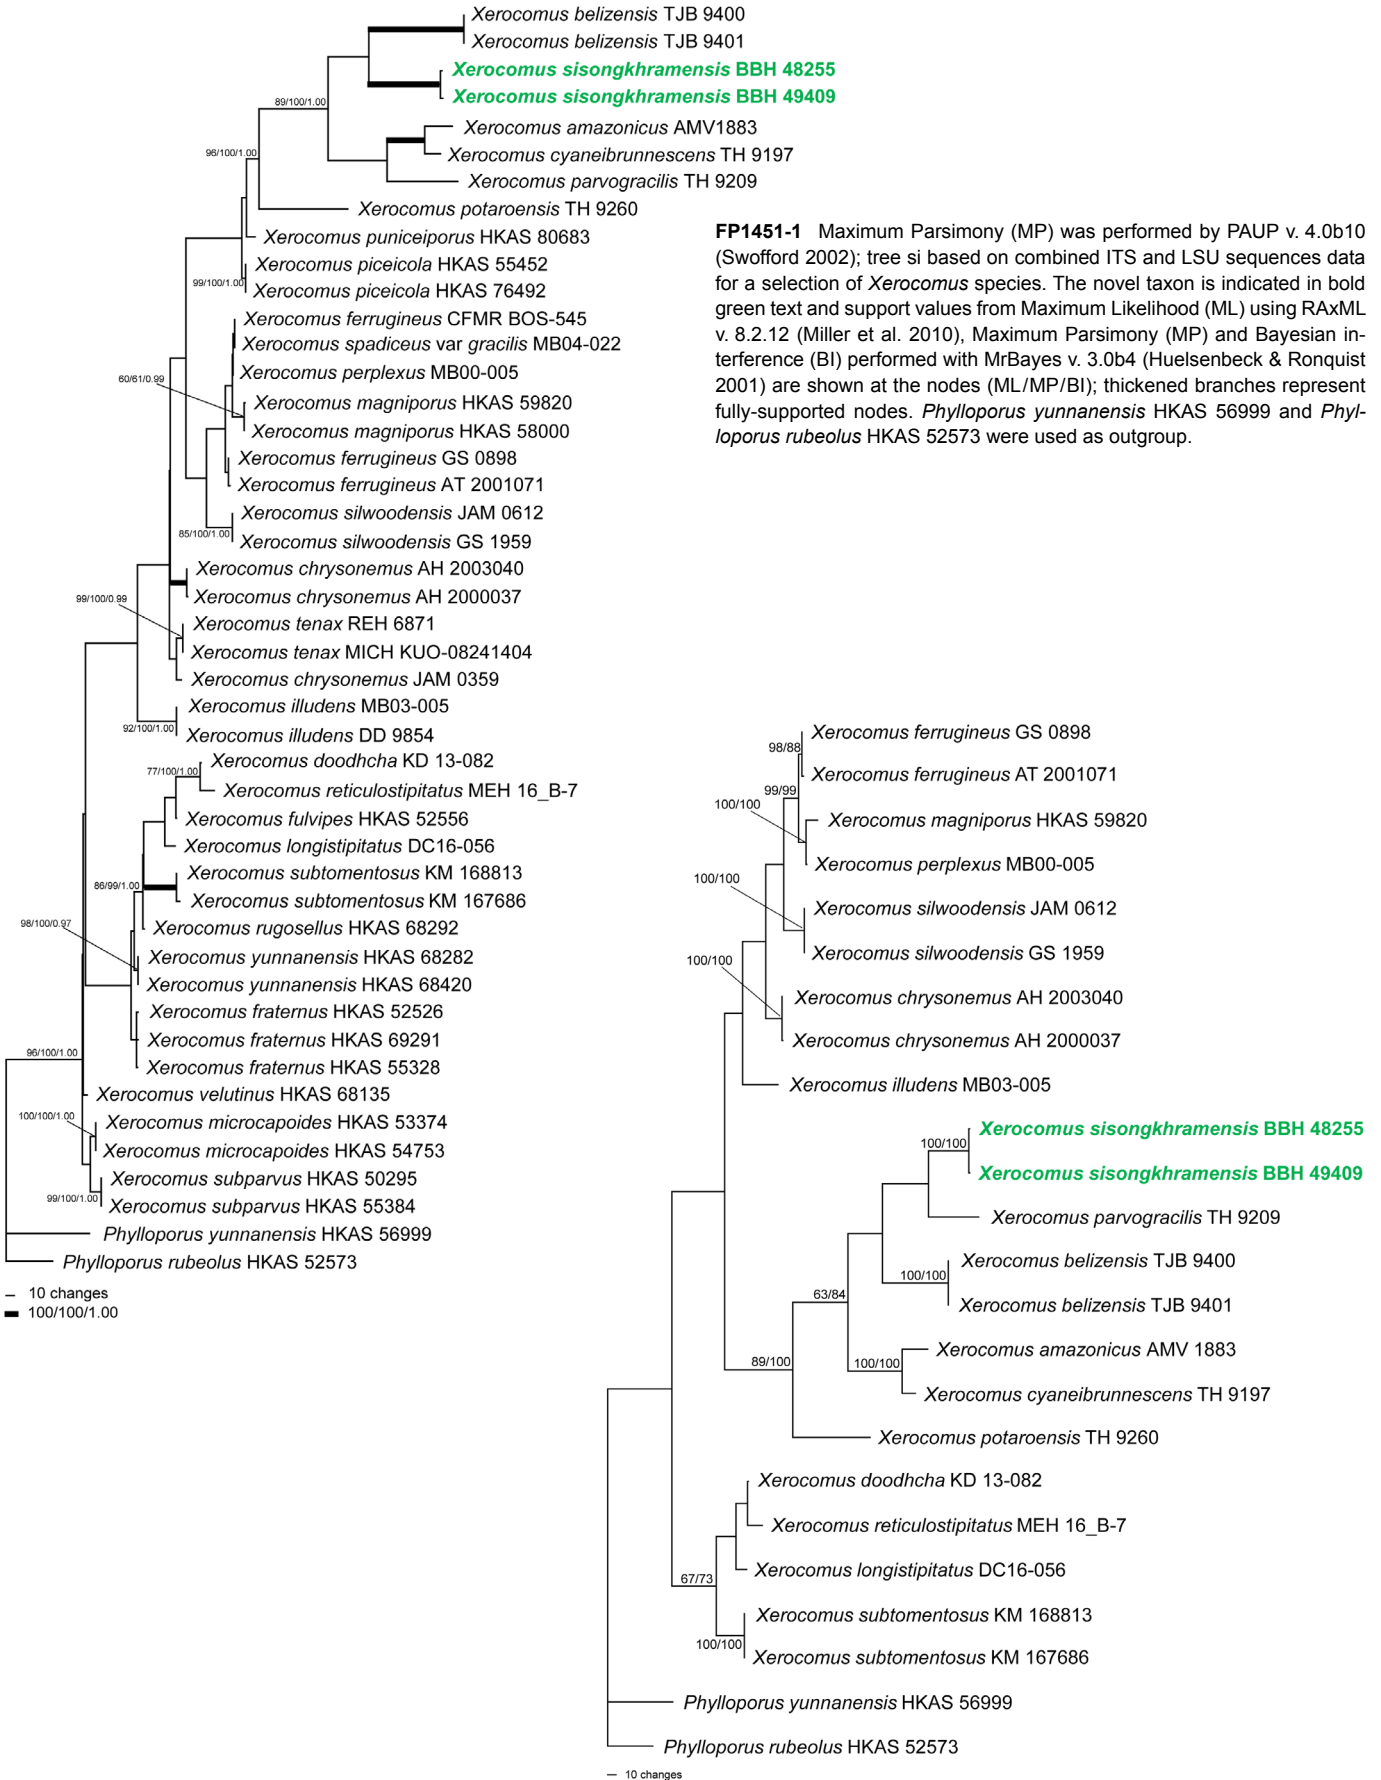 Xerocomus belizensis TJB 9400
Xerocomus belizensis TJB 9401
Xerocomus sisongkhramensis BBH 48255
Xerocomus sisongkhramensis BBH 49409
89/100/1.00
Xerocomus amazonicus AMV1883
Xerocomus cyaneibrunnescens TH 9197
96/100/1.00
Xerocomus parvogracilis TH 9209
Xerocomus potaroensis TH 9260
Xerocomus puniceiporus HKAS 80683
Xerocomus piceicola HKAS 55452
99/100/1.00
Xerocomus piceicola HKAS 76492
Xerocomus ferrugineus CFMR BOS-545
Xerocomus spadiceus var gracilis MB04-022
Xerocomus perplexus MB00-005
60/61/0.99
Xerocomus magniporus HKAS 59820
Xerocomus magniporus HKAS 58000
Xerocomus ferrugineus GS 0898
Xerocomus ferrugineus AT 2001071
Xerocomus silwoodensis JAM 0612
85/100/1.00
Xerocomus silwoodensis GS 1959
Xerocomus chrysonemus AH 2003040
Xerocomus chrysonemus AH 2000037
99/100/0.99
Xerocomus tenax REH 6871
Xerocomus tenax MICH KUO-08241404
Xerocomus chrysonemus JAM 0359
Xerocomus illudens MB03-005
92/100/1.00
Xerocomus illudens DD 9854
Xerocomus doodhcha KD 13-082
77/100/1.00
Xerocomus reticulostipitatus MEH 16_B-7
Xerocomus fulvipes HKAS 52556
Xerocomus longistipitatus DC16-056
Xerocomus subtomentosus KM 168813
86/99/1.00
Xerocomus subtomentosus KM 167686
Xerocomus rugosellus HKAS 68292
98/100/0.97
Xerocomus yunnanensis HKAS 68282
Xerocomus yunnanensis HKAS 68420
Xerocomus fraternus HKAS 52526
Xerocomus fraternus HKAS 69291
96/100/1.00
Xerocomus fraternus HKAS 55328
Xerocomus velutinus HKAS 68135
100/100/1.00
Xerocomus microcapoides HKAS 53374
Xerocomus microcapoides HKAS 54753
Xerocomus subparvus HKAS 50295
99/100/1.00
Xerocomus subparvus HKAS 55384
Phylloporus yunnanensis HKAS 56999
Phylloporus rubeolus HKAS 52573
10 changes
100/100/1.00
FP1451-1 Maximum Parsimony (MP) was performed by PAUP v. 4.0b10
(Swofford 2002); tree si based on combined ITS and LSU sequences data
for a selection of Xerocomus species. The novel taxon is indicated in bold
green text and support values from Maximum Likelihood (ML) using RAxML
v. 8.2.12 (Miller et al. 2010), Maximum Parsimony (MP) and Bayesian in-
terference (BI) performed with MrBayes v. 3.0b4 (Huelsenbeck & Ronquist
2001) are shown at the nodes (ML/MP/BI); thickened branches represent
fully-supported nodes. Phylloporus yunnanensis HKAS 56999 and Phyl-
loporus rubeolus HKAS 52573 were used as outgroup.
Xerocomus ferrugineus GS 0898
98/88
Xerocomus ferrugineus AT 2001071
99/99
100/100
Xerocomus magniporus HKAS 59820
Xerocomus perplexus MB00-005
100/100
Xerocomus silwoodensis JAM 0612
Xerocomus silwoodensis GS 1959
100/100
Xerocomus chrysonemus AH 2003040
Xerocomus chrysonemus AH 2000037
Xerocomus illudens MB03-005
Xerocomus sisongkhramensis BBH 48255
100/100
Xerocomus sisongkhramensis BBH 49409
Xerocomus parvogracilis TH 9209
Xerocomus belizensis TJB 9400
100/100
63/84
Xerocomus belizensis TJB 9401
Xerocomus amazonicus AMV 1883
89/100
100/100
Xerocomus cyaneibrunnescens TH 9197
Xerocomus potaroensis TH 9260
Xerocomus doodhcha KD 13-082
Xerocomus reticulostipitatus MEH 16_B-7
Xerocomus longistipitatus DC16-056
67/73
Xerocomus subtomentosus KM 168813
100/100
Xerocomus subtomentosus KM 167686
Phylloporus yunnanensis HKAS 56999
Phylloporus rubeolus HKAS 52573
10 changes